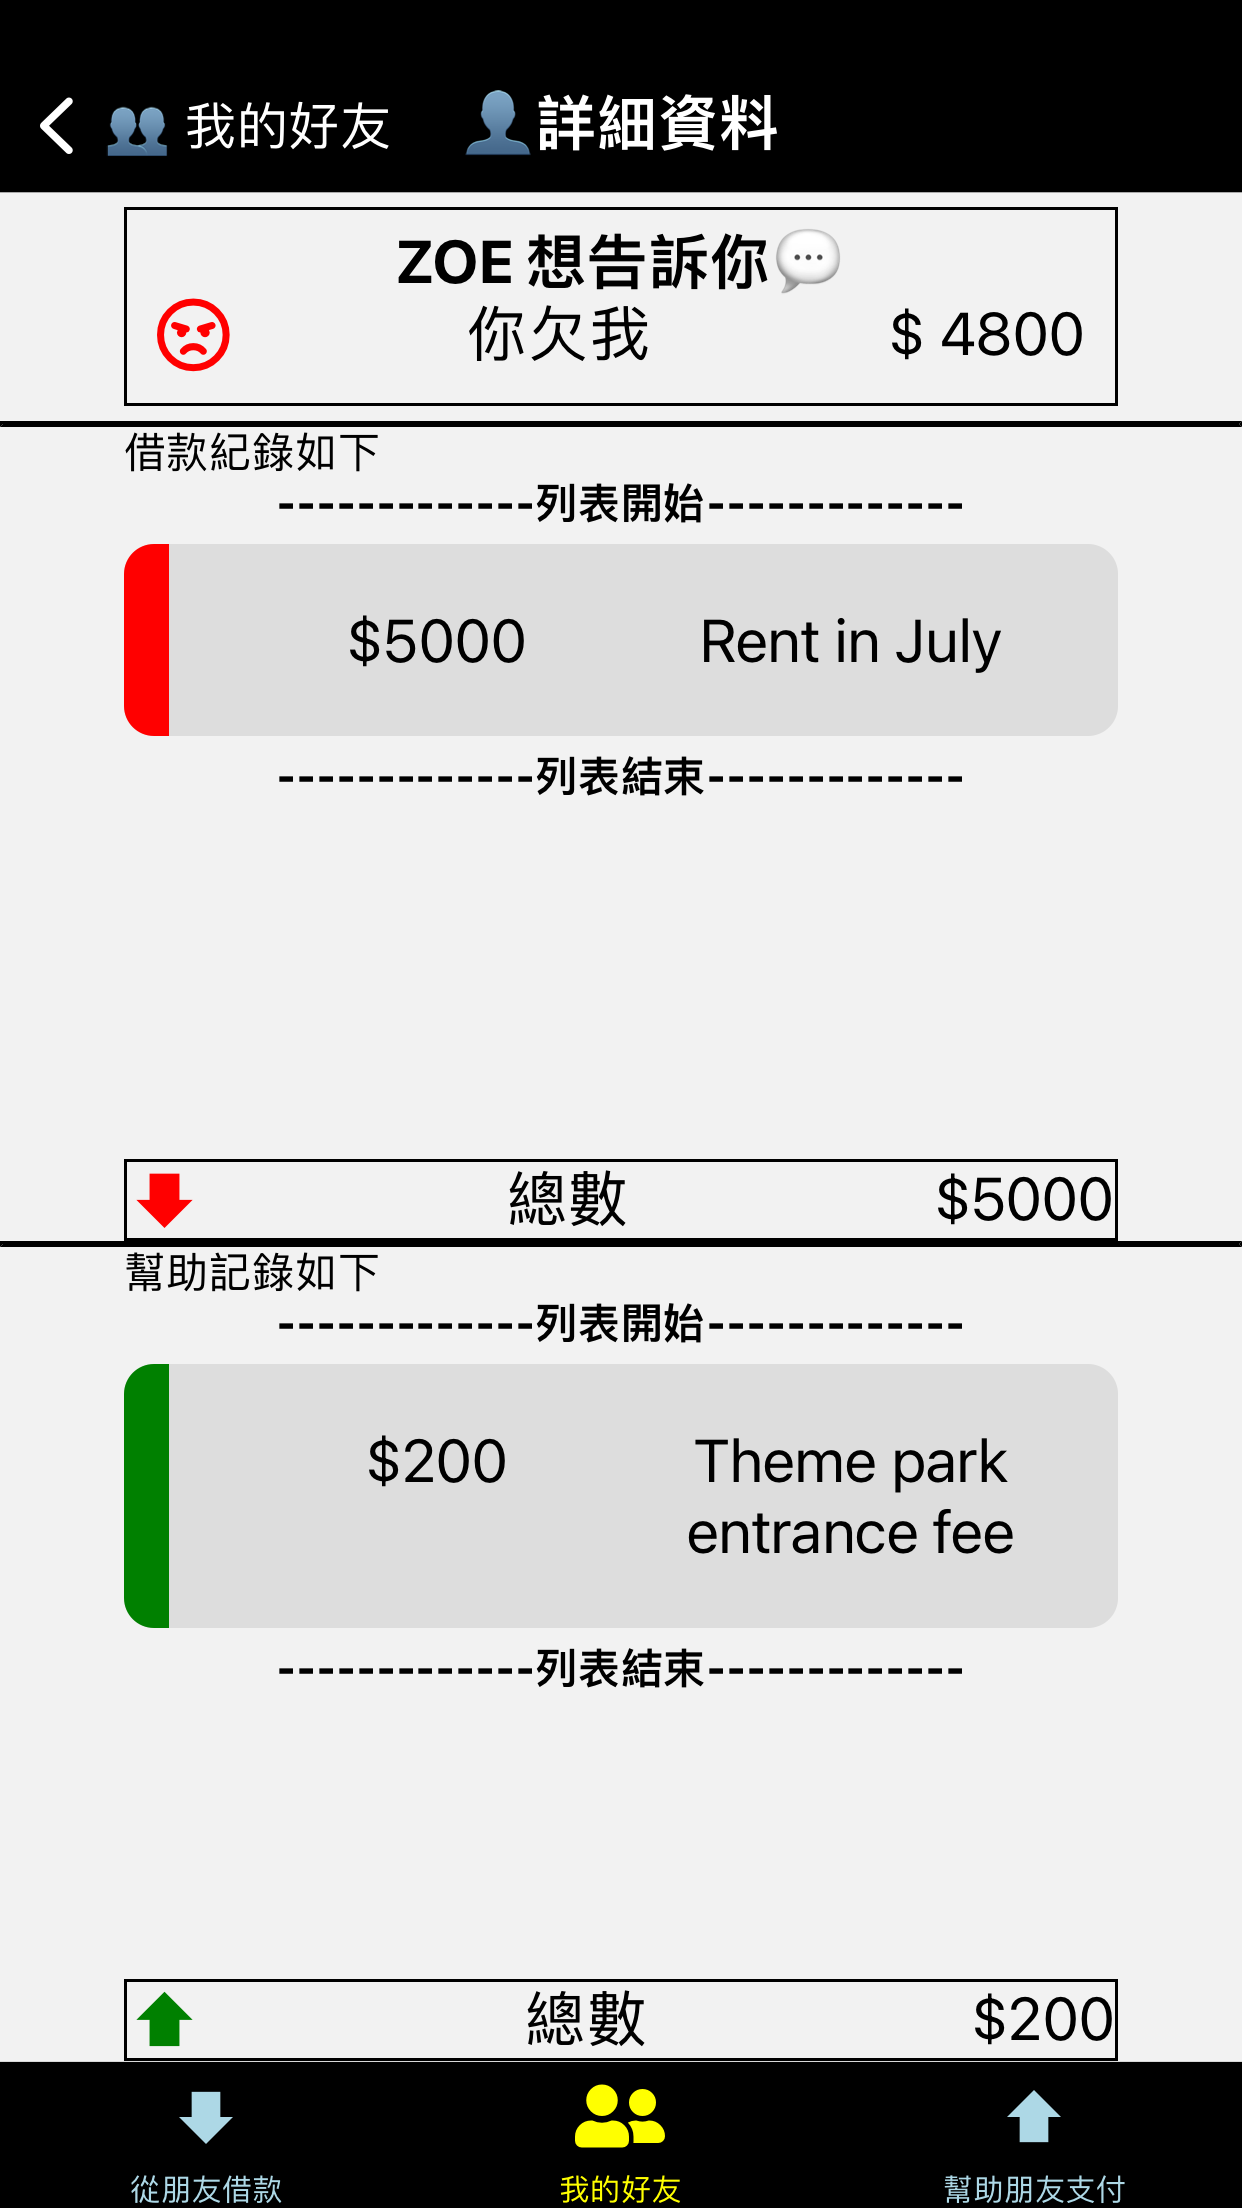 我的好友
詳細資料
ZOE 想告訴你
你欠我 $ 4800
借款紀錄如下
-------------列表開始-------------
$5000 Rent in July
-------------列表結束-------------
總數 $5000
幫助記錄如下
-------------列表開始-------------
$200 Theme park
entrance fee
-------------列表結束-------------
總數 $200
從朋友借款
我的好友
幫助朋友支付